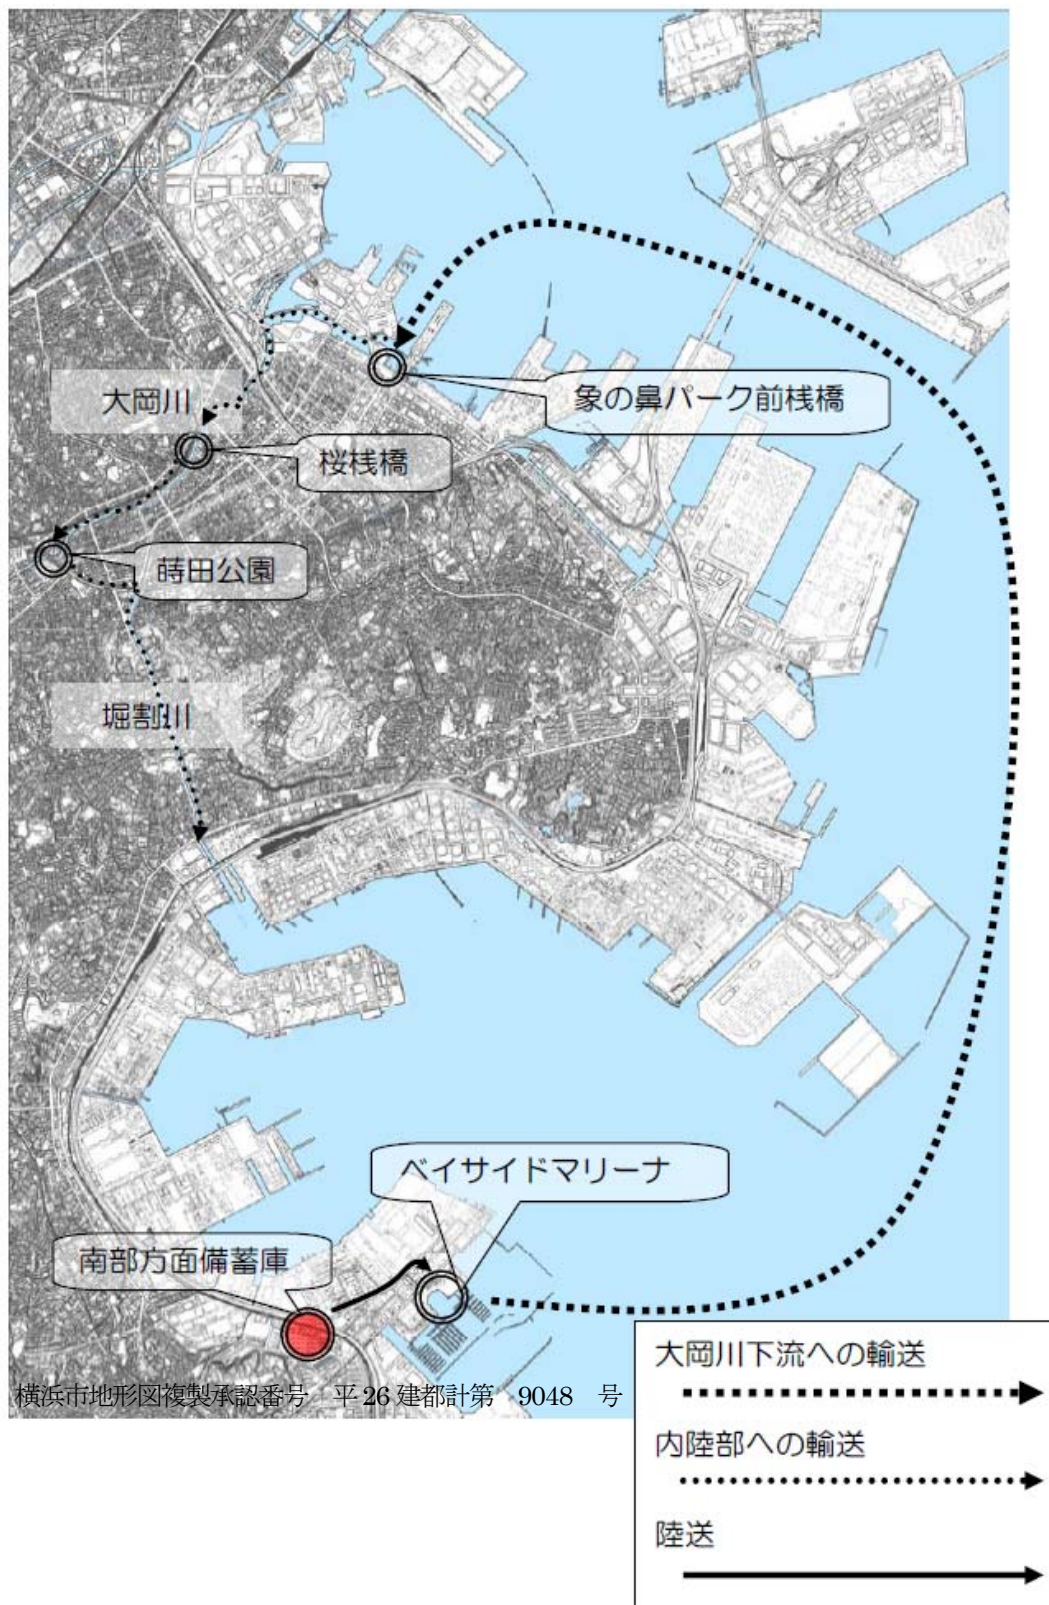 大岡川
象の鼻パーク前桟橋
桜桟橋
蒔田公園
堀割川
ベイサイドマリーナ
南部方面備蓄庫
横浜市地形図複製承認番号　平26建都計第　9048　号
大岡川下流への輸送
内陸部への輸送
陸送